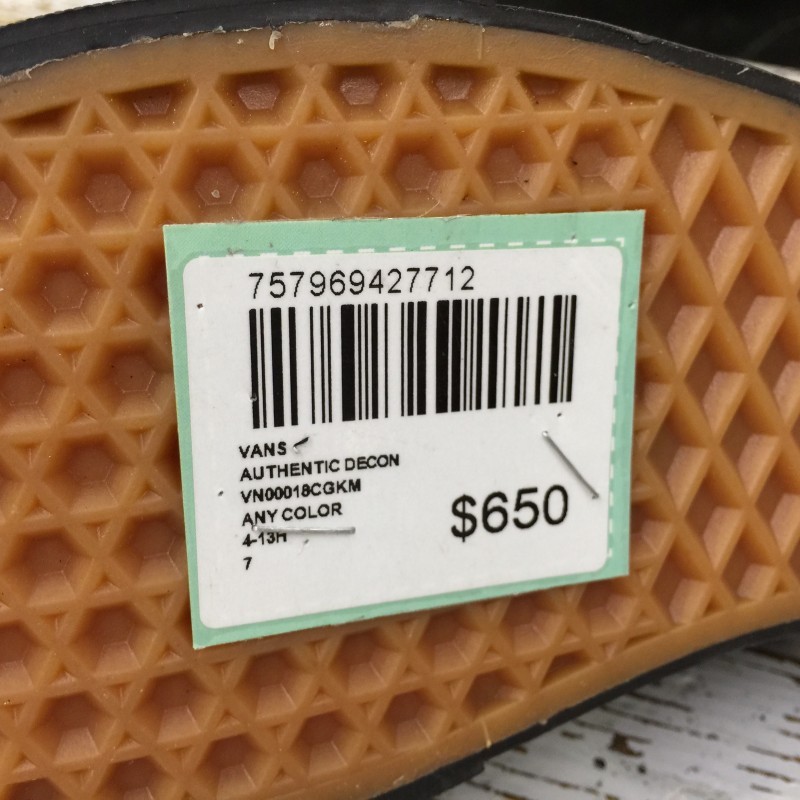 757969427712
VANS
AUTHENTIC DECON
VN00018CGKM
ANY COLOR
4-13H
7
$650